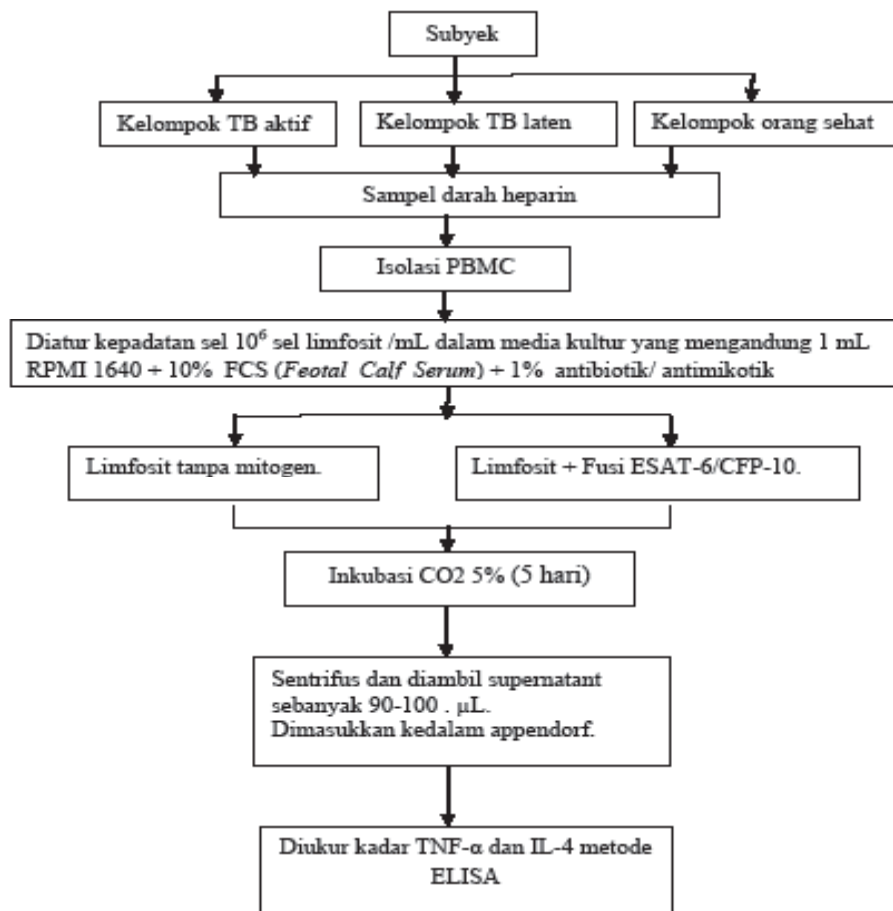 Subyek
Kelompok TB aktif
Kelompok TB laten
Kelompok orang sehat
Sampel darah heparin
Isolasi PBMC
Diatur kepadatan sel 10⁶ sel limfosit /mL dalam media kultur yang mengandung 1 mL
RPMI 1640 + 10% FCS (Feotal Calf Serum) + 1% antibiotik/ antimikotik
Limfosit tanpa mitogen.
Limfosit + Fusi ESAT-6/CFP-10.
Inkubasi CO2 5% (5 hari)
Sentrifus dan diambil supernatant
sebanyak 90-100 . μL.
Dimasukkan kedalam appendorf.
Diukur kadar TNF-α dan IL-4 metode
ELISA